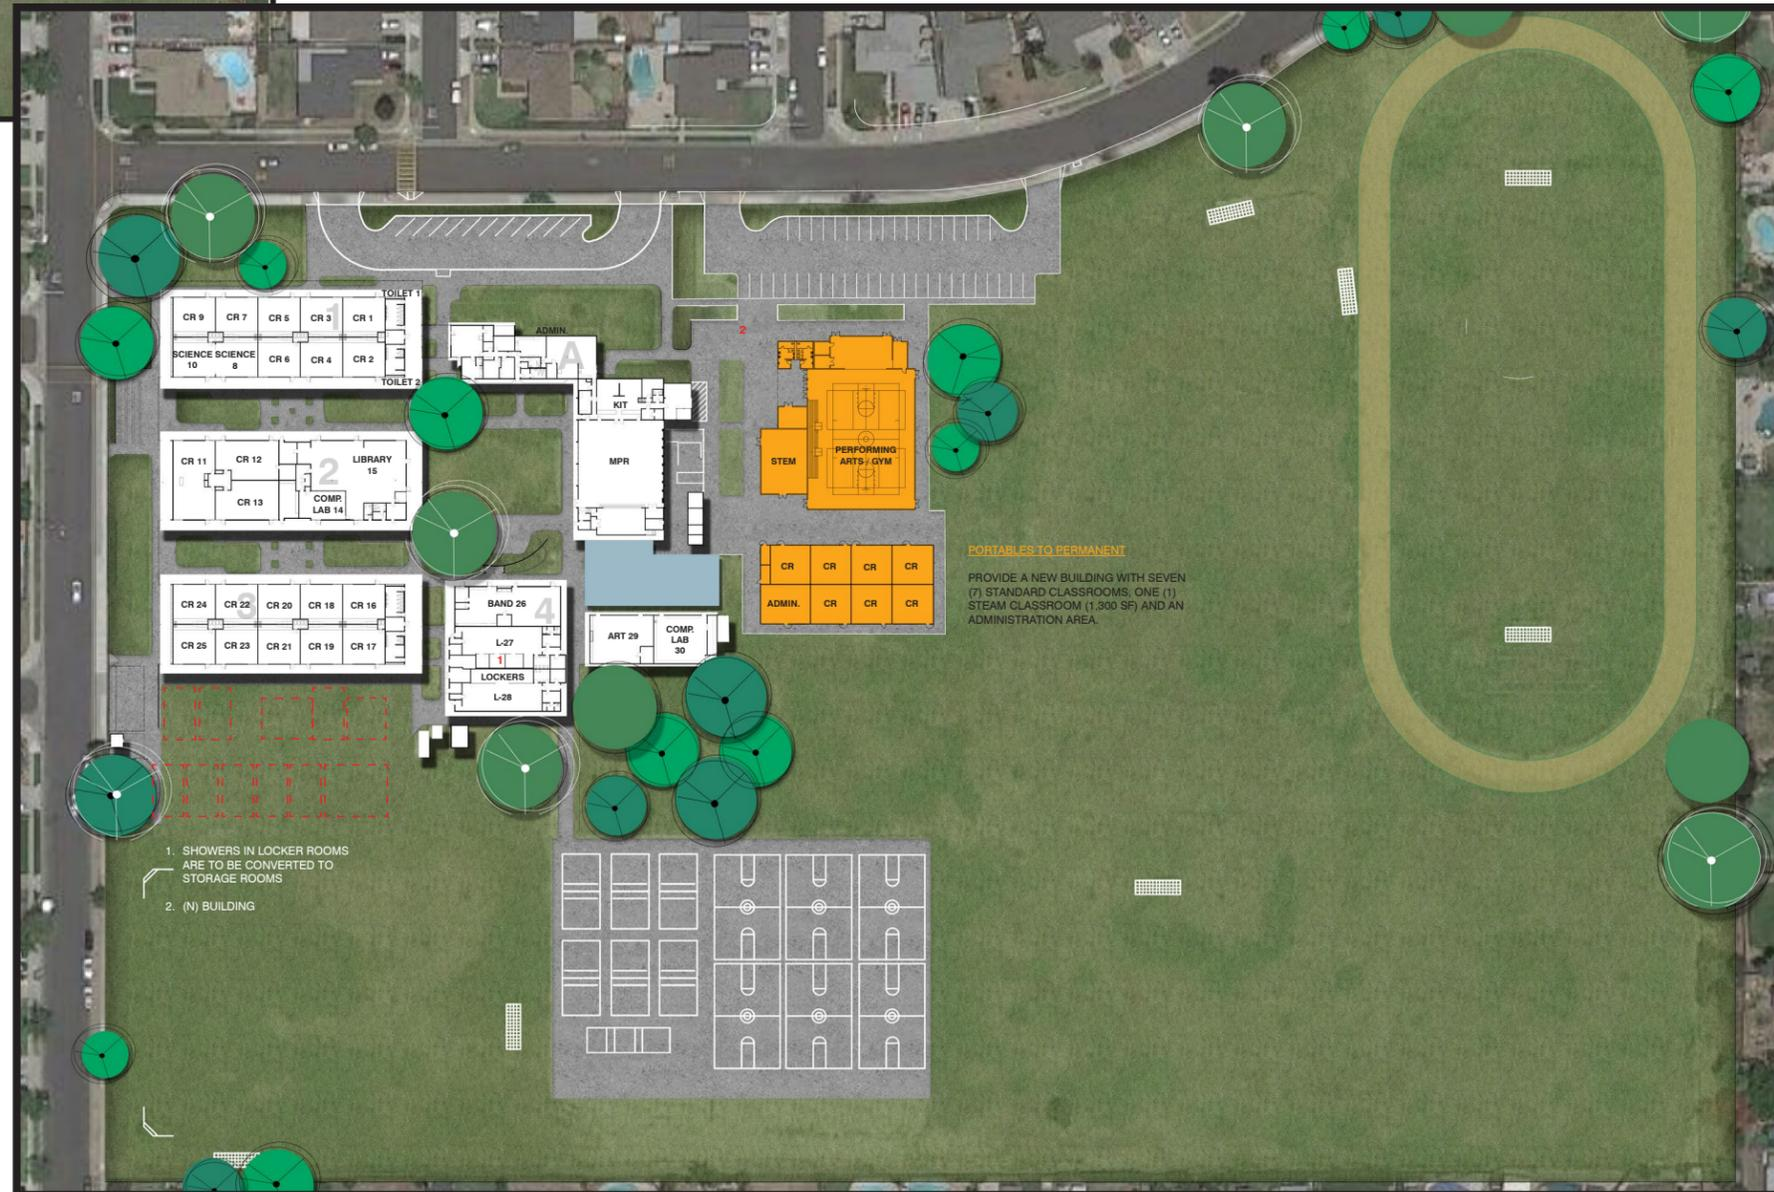 TOILET 1
CR 9
CR 7
CR 5
CR 3
CR 1
1
SCIENCE
10
SCIENCE
8
CR 6
CR 4
CR 2
TOILET 2
ADMIN.
A
KIT
MPR
2
CR 11
CR 12
LIBRARY
15
2
CR 13
COMP.
LAB 14
STEM
PERFORMING
ARTS / GYM
CR
CR
CR
CR
ADMIN.
CR
CR
CR
PORTABLES TO PERMANENT
PROVIDE A NEW BUILDING WITH SEVEN
(7) STANDARD CLASSROOMS, ONE (1)
STEAM CLASSROOM (1,300 SF) AND AN
ADMINISTRATION AREA.
CR 24
CR 22
CR 20
CR 18
CR 16
3
CR 25
CR 23
CR 21
CR 19
CR 17
BAND 26
4
L-27
1
LOCKERS
L-28
ART 29
COMP.
LAB
30
1. SHOWERS IN LOCKER ROOMS
ARE TO BE CONVERTED TO
STORAGE ROOMS
2. (N) BUILDING